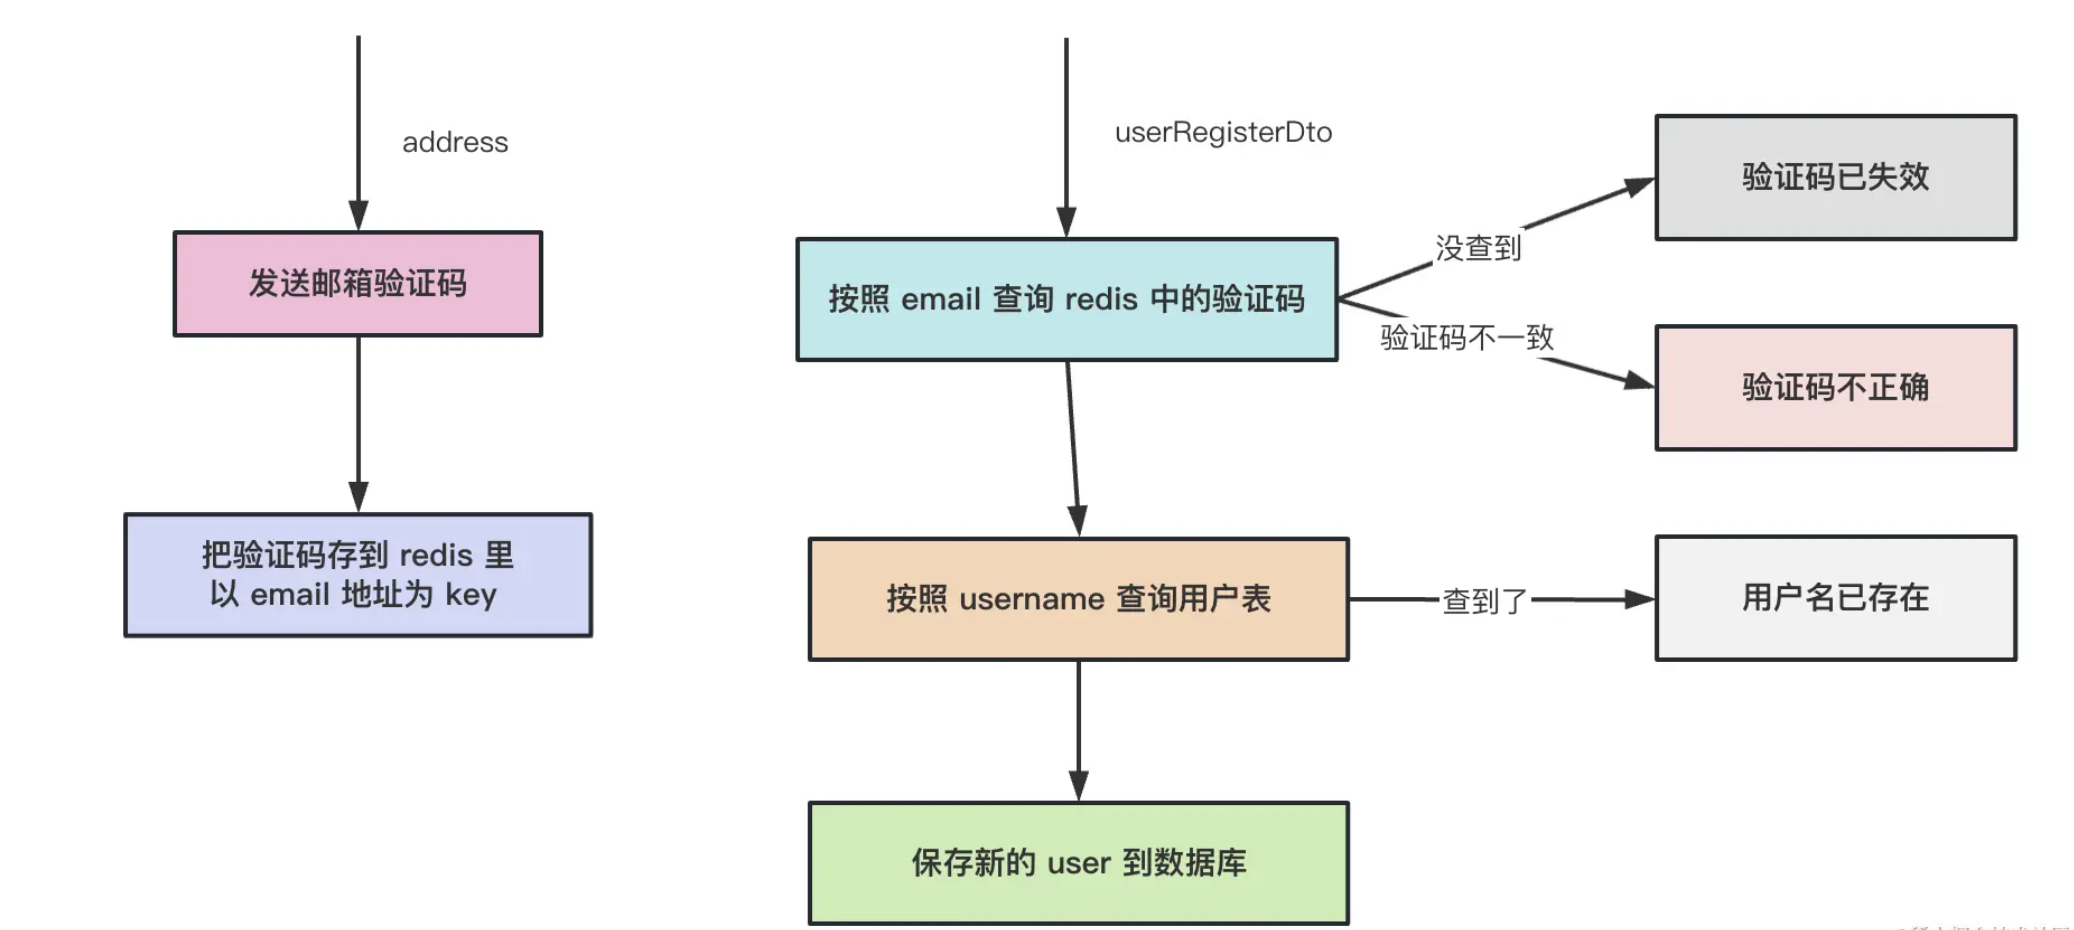 address
发送邮箱验证码
把验证码存到 redis 里
以 email 地址为 key
userRegisterDto
按照 email 查询 redis 中的验证码
没查到
验证码已失效
验证码不一致
验证码不正确
按照 username 查询用户表
查到了
用户名已存在
保存新的 user 到数据库